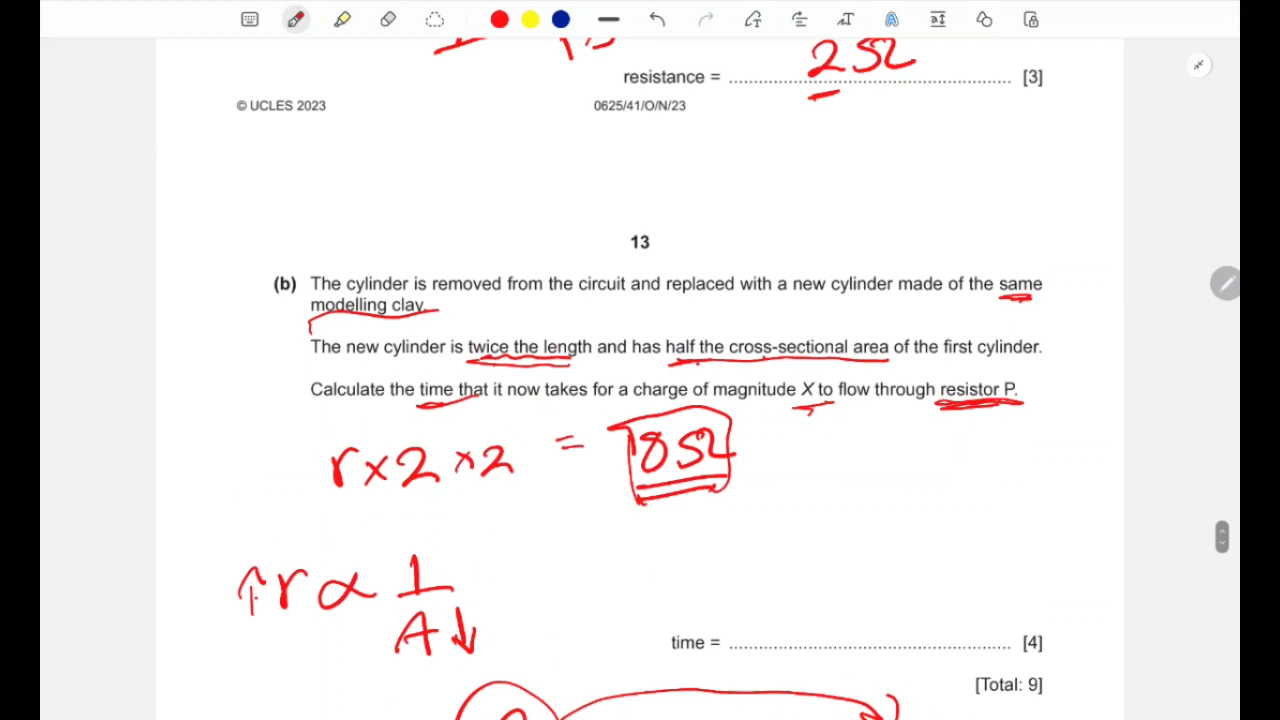 2 Ω
resistance = ........................................ [3]
© UCLES 2023 0625/41/O/N/23
13
(b) The cylinder is removed from the circuit and replaced with a new cylinder made of the same
modelling clay.
The new cylinder is twice the length and has half the cross-sectional area of the first cylinder.
Calculate the time that it now takes for a charge of magnitude X to flow through resistor P.
r × 2 × 2 = 8 Ω
↑r ∝ 1
A↓
time = ........................................ [4]
[Total: 9]